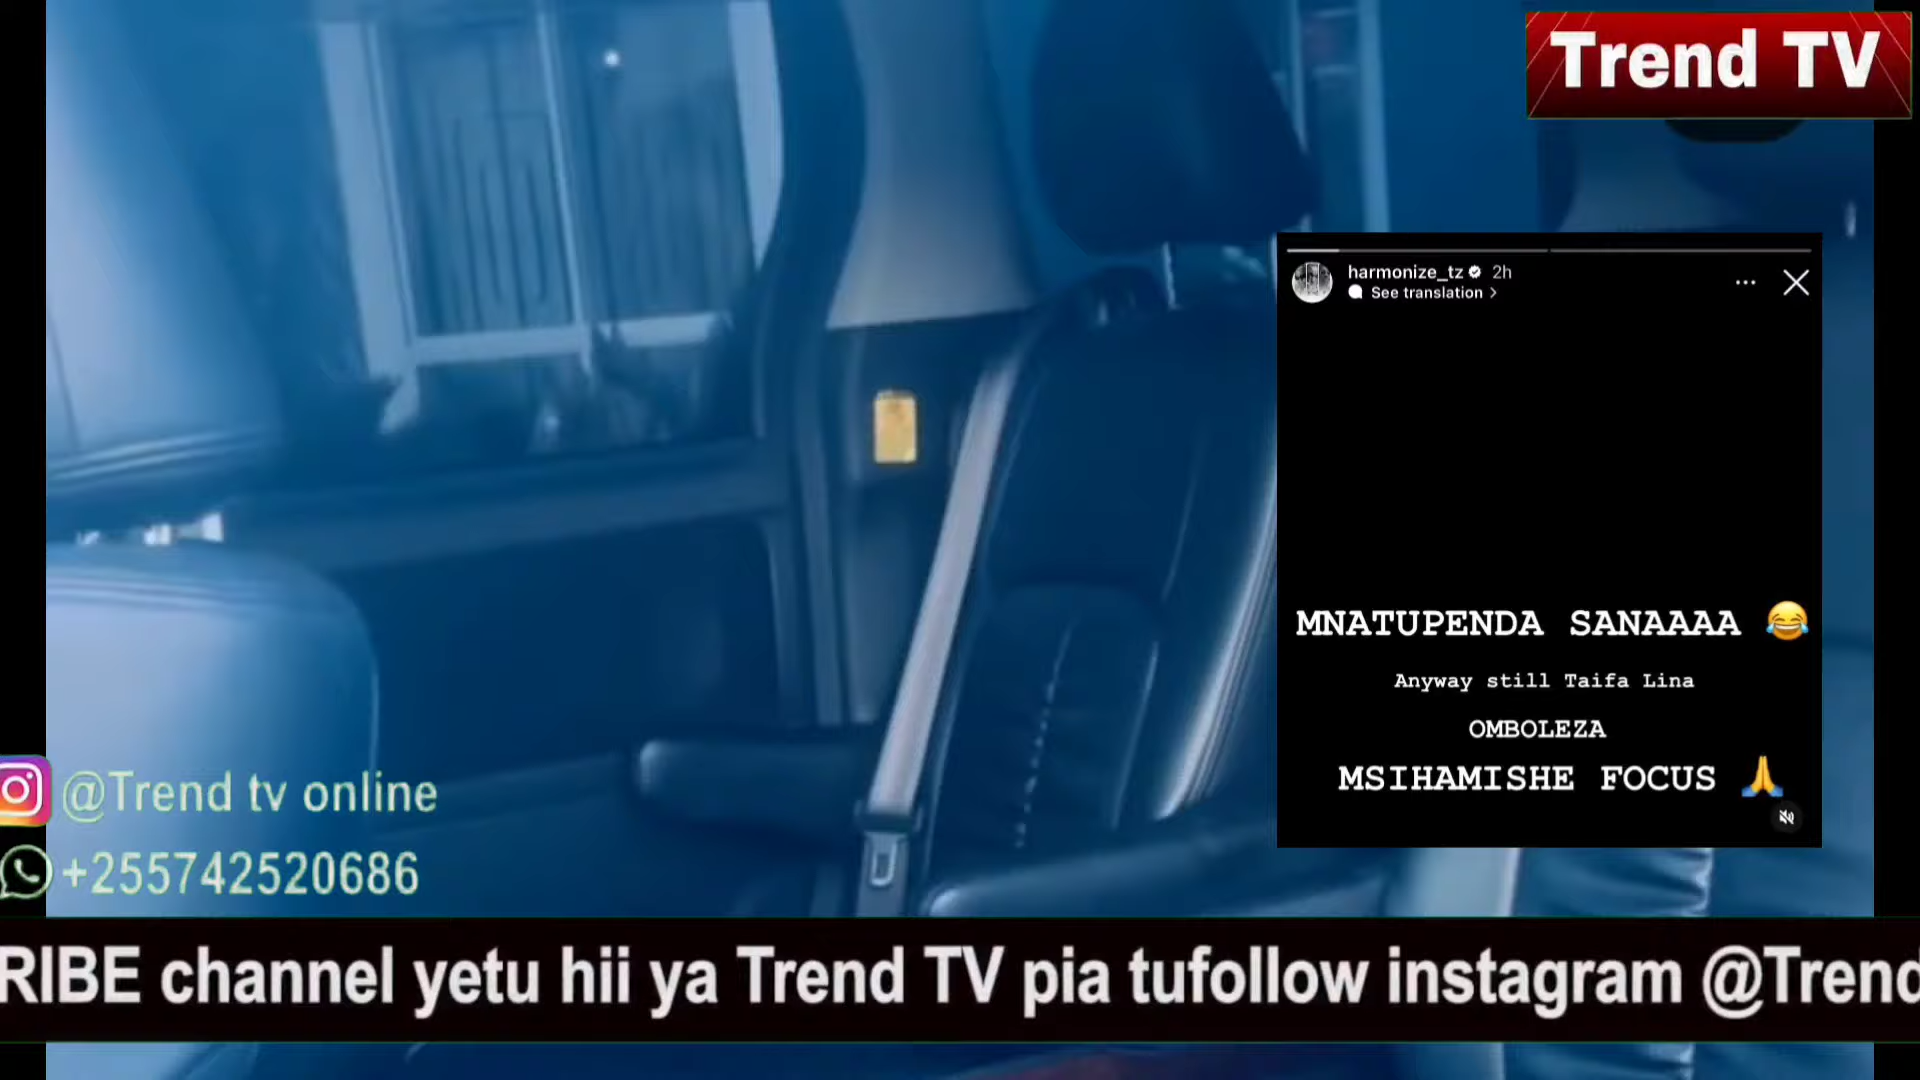 Trend TV
harmonize_tz 2h
See translation
MNATUPENDA SANAAAA 😂
Anyway still Taifa Lina
OMBOLEZA
MSIHAMISHE FOCUS 🙏
@Trend tv online
+255742520686
RIBE channel yetu hii ya Trend TV pia tufollow instagram @Trend